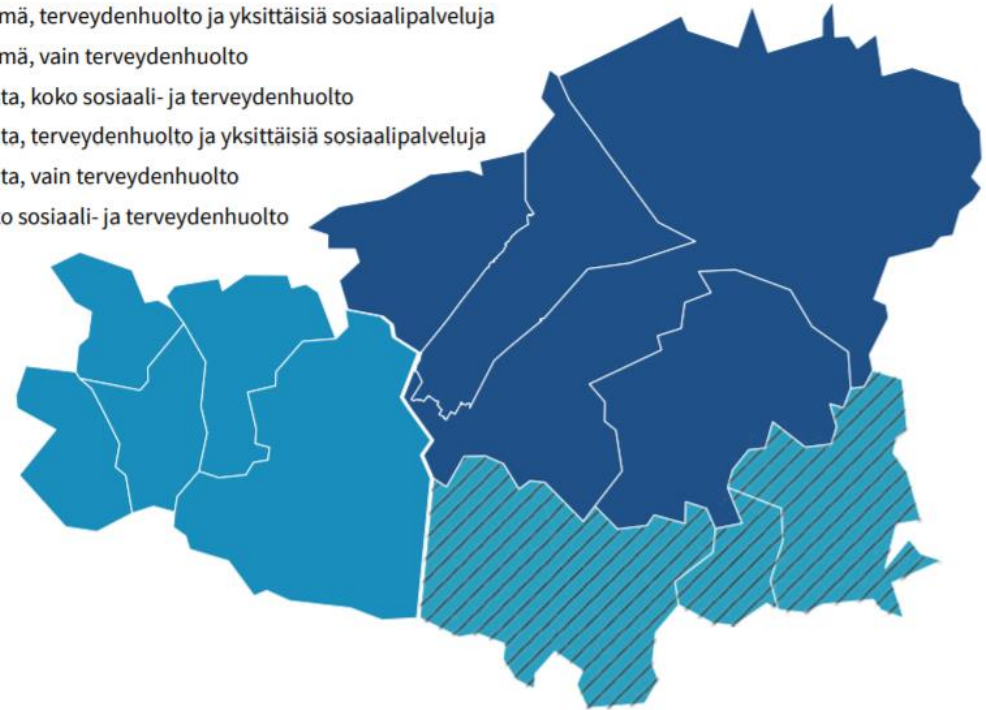 mä, terveydenhuolto ja yksittäisiä sosiaalipalveluja
mä, vain terveydenhuolto
ta, koko sosiaali- ja terveydenhuolto
ta, terveydenhuolto ja yksittäisiä sosiaalipalveluja
ta, vain terveydenhuolto
o sosiaali- ja terveydenhuolto